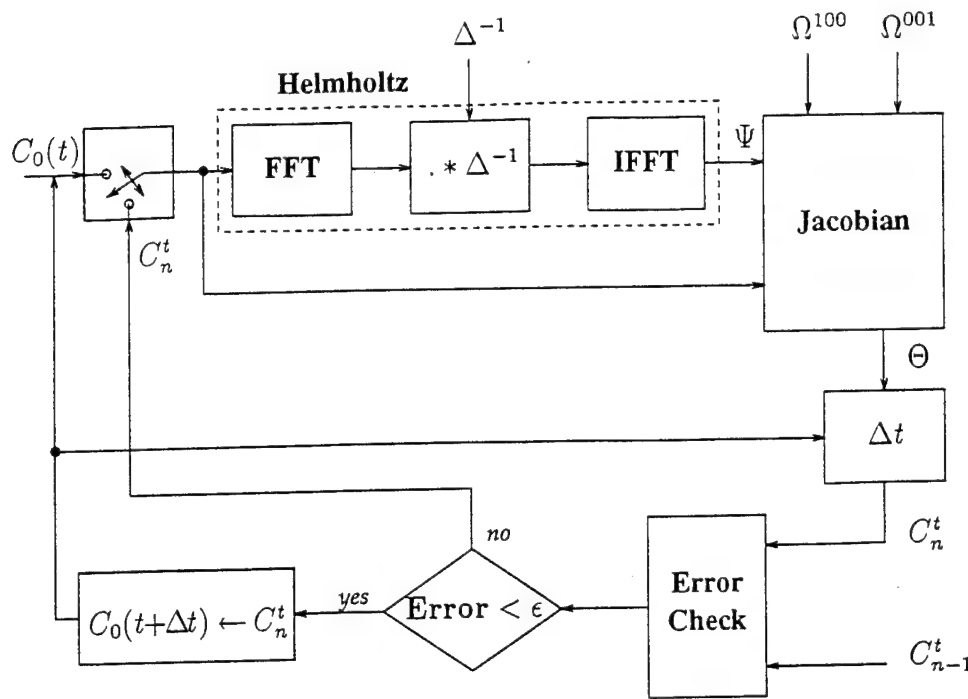 Δ⁻¹
Ω¹⁰⁰
Ω⁰⁰¹
Helmholtz
C₀(t)
FFT
. * Δ⁻¹
IFFT
Ψ
Jacobian
Cₙᵗ
Θ
Δt
no
Cₙᵗ
C₀(t+Δt) ← Cₙᵗ
yes
Error < ϵ
Error
Check
Cₙ₋₁ᵗ